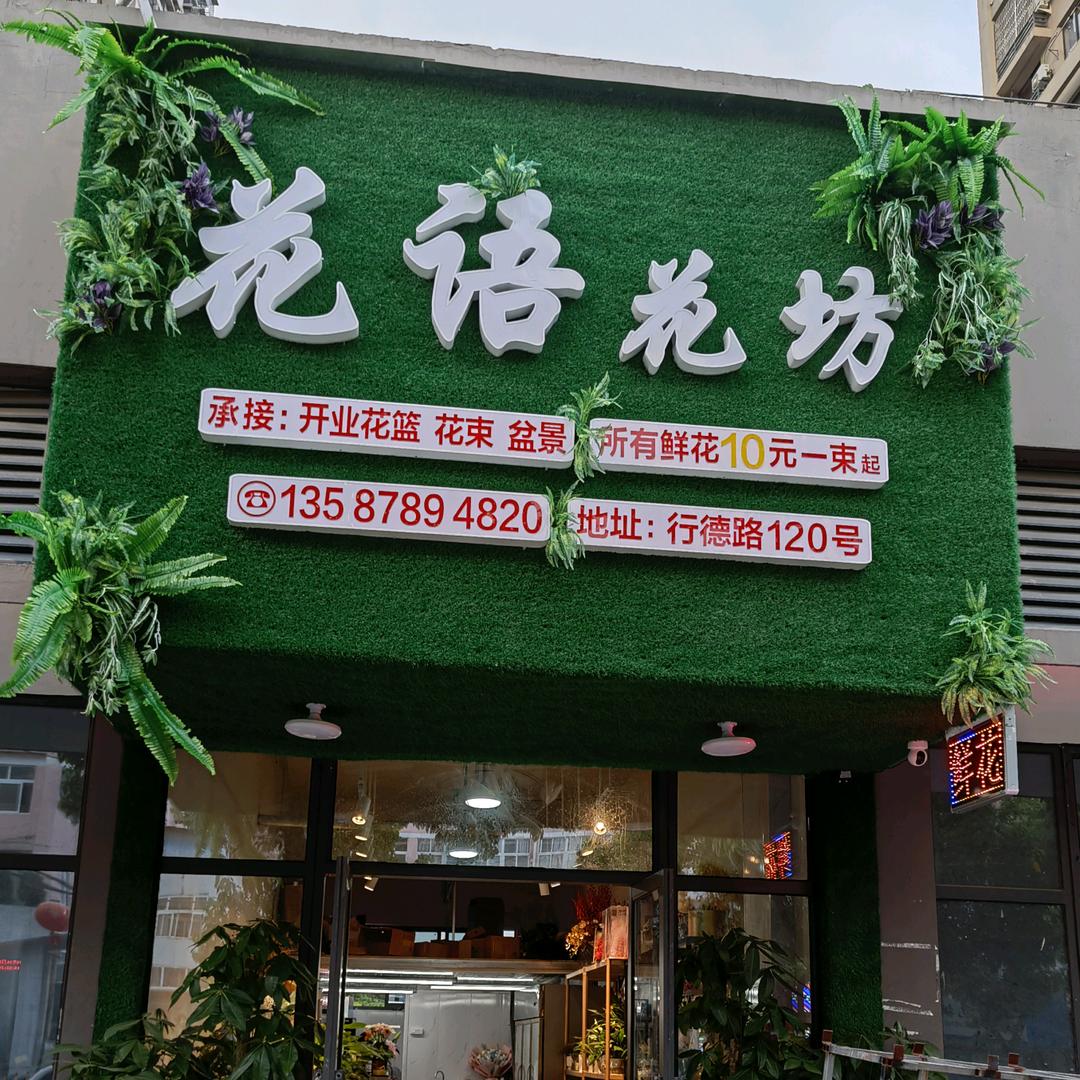 花语花坊
承接：开业花篮 花束 盆景 所有鲜花10元一束起
☎135 8789 4820 地址：行德路120号
鲜花